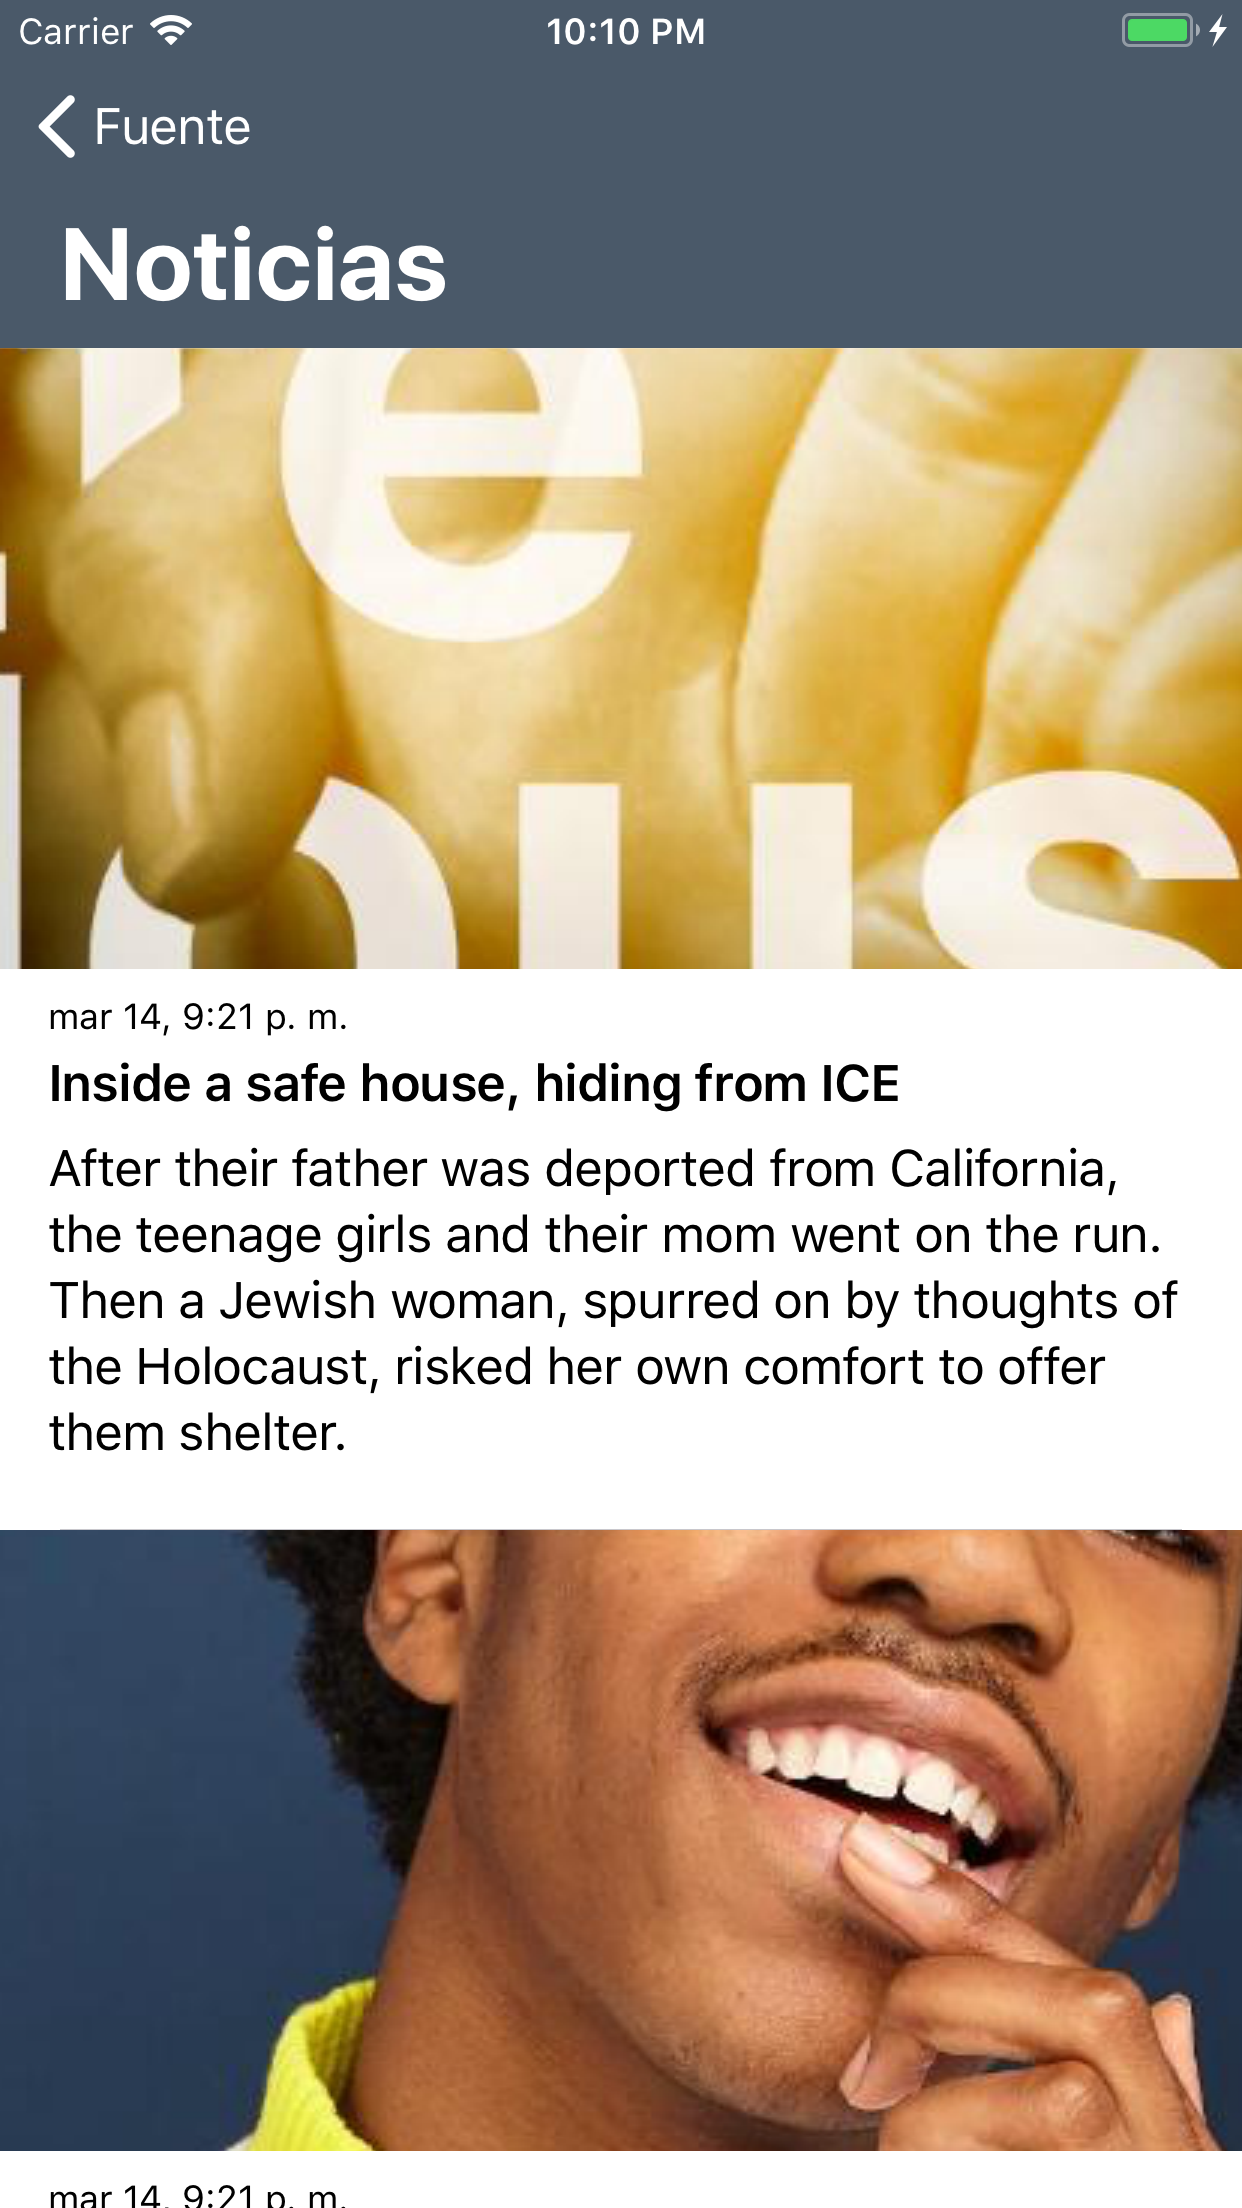 Carrier
10:10 PM
Fuente
Noticias
re
ous
mar 14, 9:21 p. m.
Inside a safe house, hiding from ICE
After their father was deported from California,
the teenage girls and their mom went on the run.
Then a Jewish woman, spurred on by thoughts of
the Holocaust, risked her own comfort to offer
them shelter.
mar 14, 9:21 p. m.